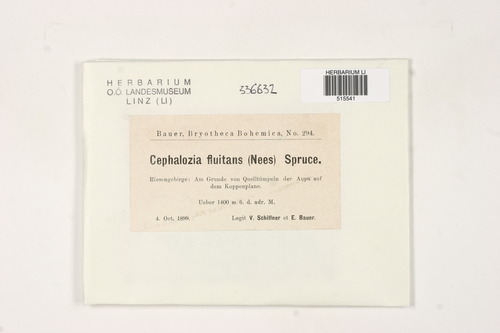 HERBARIUM
O.Ö. LANDESMUSEUM
LINZ (LI)
336632
HERBARIUM LI
515541
Bauer, Bryotheca Bohemica, No. 294.
Cephalozia fluitans (Nees) Spruce.
Riesengebirge: Am Grunde von Quelltümpeln der Aupa auf
dem Koppenplane.
Ueber 1400 m ü. d. adr. M.
4. Oct. 1899. Legit V. Schiffner et E. Bauer.